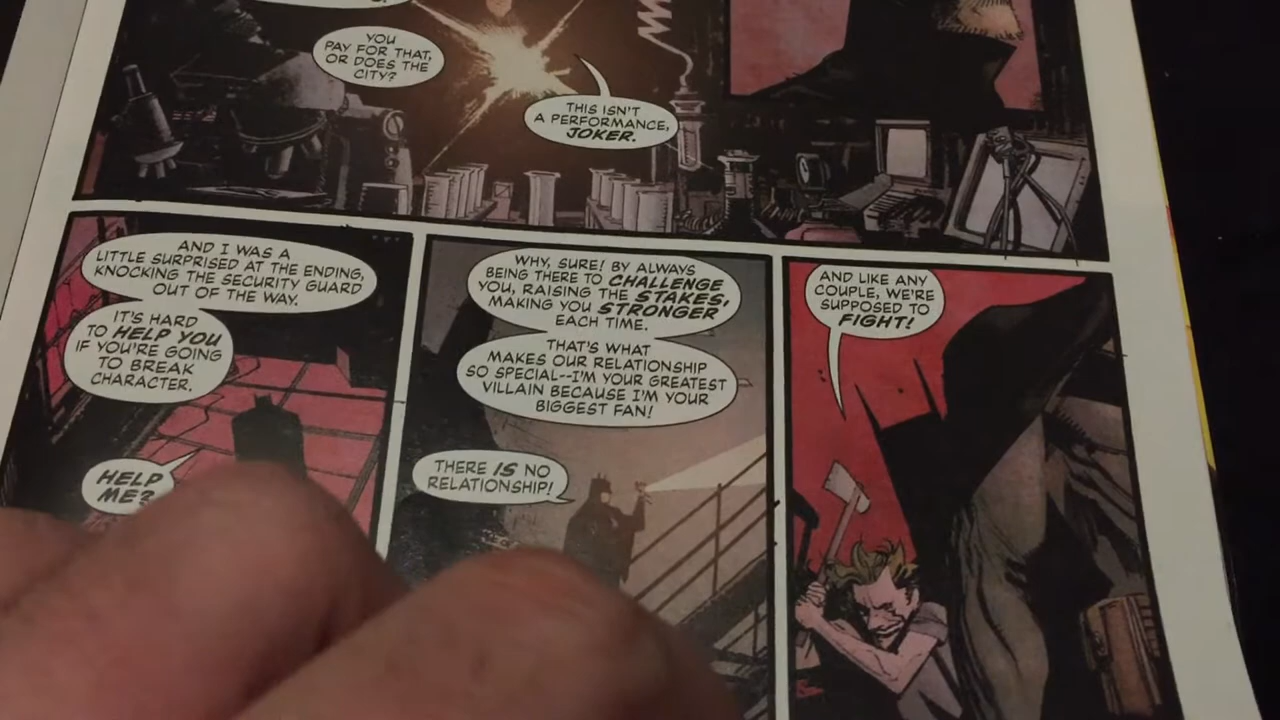 YOU
PAY FOR THAT,
OR DOES THE
CITY?
THIS ISN'T
A PERFORMANCE,
JOKER.
AND I WAS A
LITTLE SURPRISED AT THE ENDING,
KNOCKING THE SECURITY GUARD
OUT OF THE WAY.
IT'S HARD
TO HELP YOU
IF YOU'RE GOING
TO BREAK
CHARACTER.
HELP
ME?
WHY, SURE! BY ALWAYS
BEING THERE TO CHALLENGE
YOU, RAISING THE STAKES,
MAKING YOU STRONGER
EACH TIME.
THAT'S WHAT
MAKES OUR RELATIONSHIP
SO SPECIAL--I'M YOUR GREATEST
VILLAIN BECAUSE I'M YOUR
BIGGEST FAN!
THERE IS NO
RELATIONSHIP!
AND LIKE ANY
COUPLE, WE'RE
SUPPOSED TO
FIGHT!